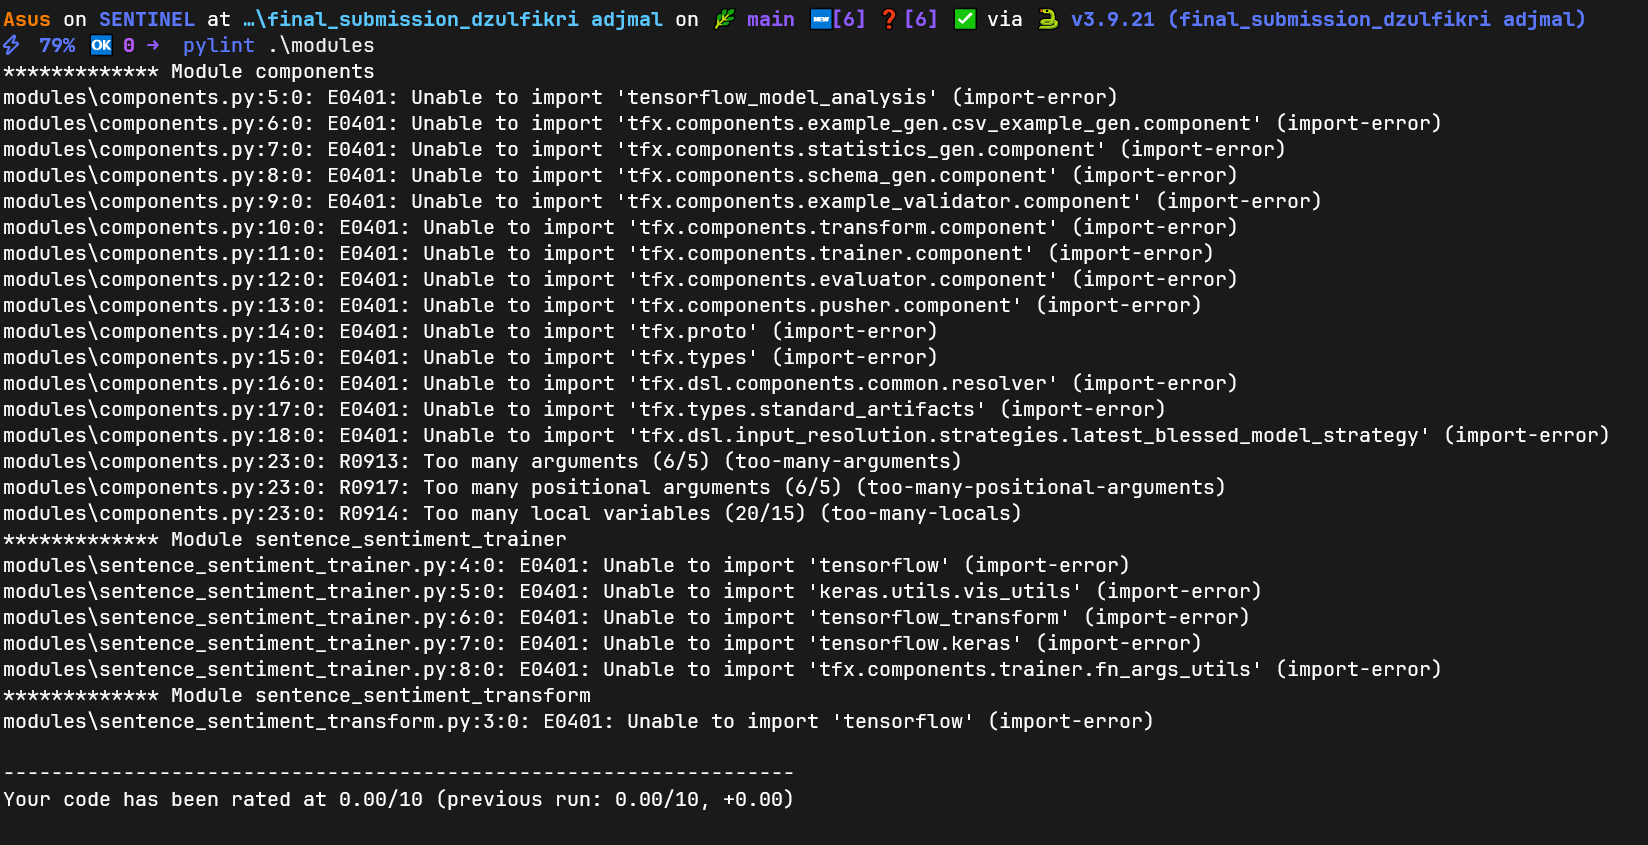 Asus on SENTINEL at …\final_submission_dzulfikri adjmal on 🌿 main 🆕[6] ❓[6] ✅ via 🐍 v3.9.21 (final_submission_dzulfikri adjmal)
⚡ 79% 🆗 0 → pylint .\modules
************* Module components
modules\components.py:5:0: E0401: Unable to import 'tensorflow_model_analysis' (import-error)
modules\components.py:6:0: E0401: Unable to import 'tfx.components.example_gen.csv_example_gen.component' (import-error)
modules\components.py:7:0: E0401: Unable to import 'tfx.components.statistics_gen.component' (import-error)
modules\components.py:8:0: E0401: Unable to import 'tfx.components.schema_gen.component' (import-error)
modules\components.py:9:0: E0401: Unable to import 'tfx.components.example_validator.component' (import-error)
modules\components.py:10:0: E0401: Unable to import 'tfx.components.transform.component' (import-error)
modules\components.py:11:0: E0401: Unable to import 'tfx.components.trainer.component' (import-error)
modules\components.py:12:0: E0401: Unable to import 'tfx.components.evaluator.component' (import-error)
modules\components.py:13:0: E0401: Unable to import 'tfx.components.pusher.component' (import-error)
modules\components.py:14:0: E0401: Unable to import 'tfx.proto' (import-error)
modules\components.py:15:0: E0401: Unable to import 'tfx.types' (import-error)
modules\components.py:16:0: E0401: Unable to import 'tfx.dsl.components.common.resolver' (import-error)
modules\components.py:17:0: E0401: Unable to import 'tfx.types.standard_artifacts' (import-error)
modules\components.py:18:0: E0401: Unable to import 'tfx.dsl.input_resolution.strategies.latest_blessed_model_strategy' (import-error)
modules\components.py:23:0: R0913: Too many arguments (6/5) (too-many-arguments)
modules\components.py:23:0: R0917: Too many positional arguments (6/5) (too-many-positional-arguments)
modules\components.py:23:0: R0914: Too many local variables (20/15) (too-many-locals)
************* Module sentence_sentiment_trainer
modules\sentence_sentiment_trainer.py:4:0: E0401: Unable to import 'tensorflow' (import-error)
modules\sentence_sentiment_trainer.py:5:0: E0401: Unable to import 'keras.utils.vis_utils' (import-error)
modules\sentence_sentiment_trainer.py:6:0: E0401: Unable to import 'tensorflow_transform' (import-error)
modules\sentence_sentiment_trainer.py:7:0: E0401: Unable to import 'tensorflow.keras' (import-error)
modules\sentence_sentiment_trainer.py:8:0: E0401: Unable to import 'tfx.components.trainer.fn_args_utils' (import-error)
************* Module sentence_sentiment_transform
modules\sentence_sentiment_transform.py:3:0: E0401: Unable to import 'tensorflow' (import-error)
------------------------------------------------------------------
Your code has been rated at 0.00/10 (previous run: 0.00/10, +0.00)